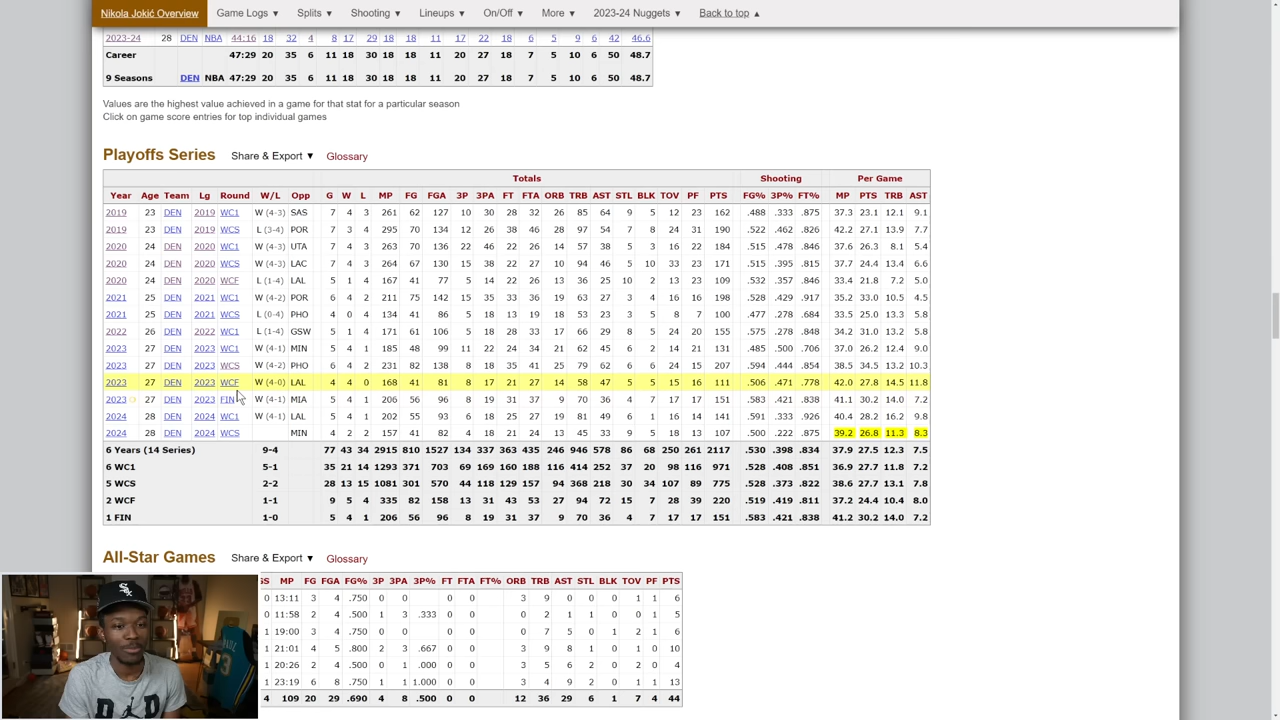 Nikola Jokić Overview Game Logs ▼ Splits ▼ Shooting ▼ Lineups ▼ On/Off ▼ More ▼ 2023-24 Nuggets ▼ Back to top ▲
2023-24 28 DEN NBA 44:16 18 32 4 8 17 29 18 18 11 17 22 18 6 5 9 6 42 46.6
Career 47:29 20 35 6 11 18 30 18 18 11 20 27 18 7 5 10 6 50 48.7
9 Seasons DEN NBA 47:29 20 35 6 11 18 30 18 18 11 20 27 18 7 5 10 6 50 48.7
Values are the highest value achieved in a game for that stat for a particular season
Click on game score entries for top individual games
Playoffs Series Share & Export ▼ Glossary
Totals Shooting Per Game
Year Age Team Lg Round W/L Opp G W L MP FG FGA 3P 3PA FT FTA ORB TRB AST STL BLK TOV PF PTS FG% 3P% FT% MP PTS TRB AST
2019 23 DEN 2019 WC1 W (4-3) SAS 7 4 3 261 62 127 10 30 28 32 26 85 64 9 5 12 23 162 .488 .333 .875 37.3 23.1 12.1 9.1
2019 23 DEN 2019 WCS L (3-4) POR 7 3 4 295 70 134 12 26 38 46 28 97 54 7 8 24 31 190 .522 .462 .826 42.2 27.1 13.9 7.7
2020 24 DEN 2020 WC1 W (4-3) UTA 7 4 3 263 70 136 22 46 22 26 14 57 38 5 3 16 22 184 .515 .478 .846 37.6 26.3 8.1 5.4
2020 24 DEN 2020 WCS W (4-3) LAC 7 4 3 264 67 130 15 38 22 27 10 94 46 5 10 33 23 171 .515 .395 .815 37.7 24.4 13.4 6.6
2020 24 DEN 2020 WCF L (1-4) LAL 5 1 4 167 41 77 5 14 22 26 13 36 25 10 2 13 23 109 .532 .357 .846 33.4 21.8 7.2 5.0
2021 25 DEN 2021 WC1 W (4-2) POR 6 4 2 211 75 142 15 35 33 36 19 63 27 3 4 16 16 198 .528 .429 .917 35.2 33.0 10.5 4.5
2021 25 DEN 2021 WCS L (0-4) PHO 4 0 4 134 41 86 5 18 13 19 18 53 23 3 5 8 7 100 .477 .278 .684 33.5 25.0 13.3 5.8
2022 26 DEN 2022 WC1 L (1-4) GSW 5 1 4 171 61 106 5 18 28 33 17 66 29 8 5 24 20 155 .575 .278 .848 34.2 31.0 13.2 5.8
2023 27 DEN 2023 WC1 W (4-1) MIN 5 4 1 185 48 99 11 22 24 34 21 62 45 6 2 14 21 131 .485 .500 .706 37.0 26.2 12.4 9.0
2023 27 DEN 2023 WCS W (4-2) PHO 6 4 2 231 82 138 8 18 35 41 25 79 62 6 6 24 15 207 .594 .444 .854 38.5 34.5 13.2 10.3
2023 27 DEN 2023 WCF W (4-0) LAL 4 4 0 168 41 81 8 17 21 27 14 58 47 5 5 15 16 111 .506 .471 .778 42.0 27.8 14.5 11.8
2023 27 DEN 2023 FIN W (4-1) MIA 5 4 1 206 56 96 8 19 31 37 9 70 36 4 7 17 17 151 .583 .421 .838 41.1 30.2 14.0 7.2
2024 28 DEN 2024 WC1 W (4-1) LAL 5 4 1 202 55 93 6 18 25 27 19 81 49 6 1 16 14 141 .591 .333 .926 40.4 28.2 16.2 9.8
2024 28 DEN 2024 WCS MIN 4 2 2 157 41 82 4 18 21 24 13 45 33 9 5 18 13 107 .500 .222 .875 39.2 26.8 11.3 8.3
6 Years (14 Series) 9-4 77 43 34 2915 810 1527 134 337 363 435 246 946 578 86 68 250 261 2117 .530 .398 .834 37.9 27.5 12.3 7.5
6 WC1 5-1 35 21 14 1293 371 703 69 169 160 188 116 414 252 37 20 98 116 971 .528 .408 .851 36.9 27.7 11.8 7.2
5 WCS 2-2 28 13 15 1081 301 570 44 118 129 157 94 368 218 30 34 107 89 775 .528 .373 .822 38.6 27.7 13.1 7.8
2 WCF 1-1 9 5 4 335 82 158 13 31 43 53 27 94 72 15 7 28 39 220 .519 .419 .811 37.2 24.4 10.4 8.0
1 FIN 1-0 5 4 1 206 56 96 8 19 31 37 9 70 36 4 7 17 17 151 .583 .421 .838 41.2 30.2 14.0 7.2
All-Star Games Share & Export ▼ Glossary
MP FG FGA FG% 3P 3PA 3P% FT FTA FT% ORB TRB AST STL BLK TOV PF PTS
0 13:11 3 4 .750 0 0 0 0 3 9 0 0 0 1 1 6
0 11:58 2 4 .500 1 3 .333 0 0 0 2 1 1 0 0 0 5
1 19:00 3 4 .750 0 0 0 0 0 7 5 0 1 2 1 6
1 21:01 4 5 .800 2 3 .667 0 0 3 9 8 1 0 1 0 10
1 20:26 2 4 .500 0 1 .000 0 0 3 5 6 2 0 2 0 4
1 23:19 6 8 .750 1 1 1.000 0 0 3 4 9 2 0 1 1 13
4 109 20 29 .690 4 8 .500 0 0 12 36 29 6 1 7 4 44